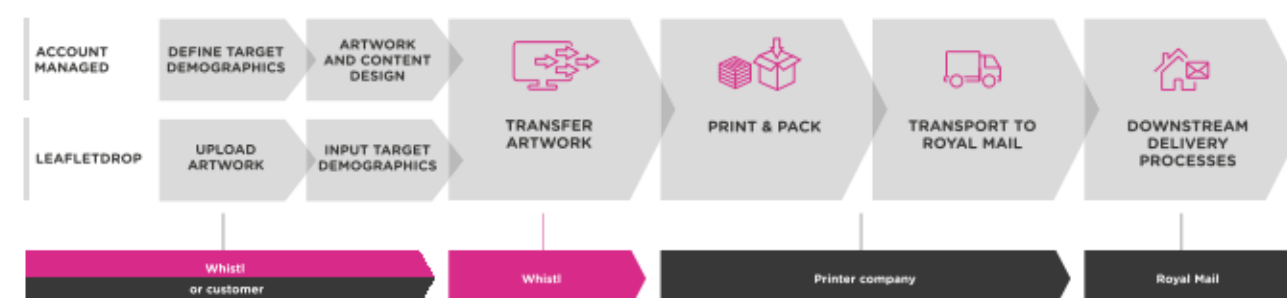 ACCOUNT
MANAGED
DEFINE TARGET
DEMOGRAPHICS
ARTWORK
AND CONTENT
DESIGN
LEAFLETDROP
UPLOAD
ARTWORK
INPUT TARGET
DEMOGRAPHICS
TRANSFER
ARTWORK
PRINT & PACK
TRANSPORT TO
ROYAL MAIL
DOWNSTREAM
DELIVERY
PROCESSES
Whistl
or customer
Whistl
Printer company
Royal Mail